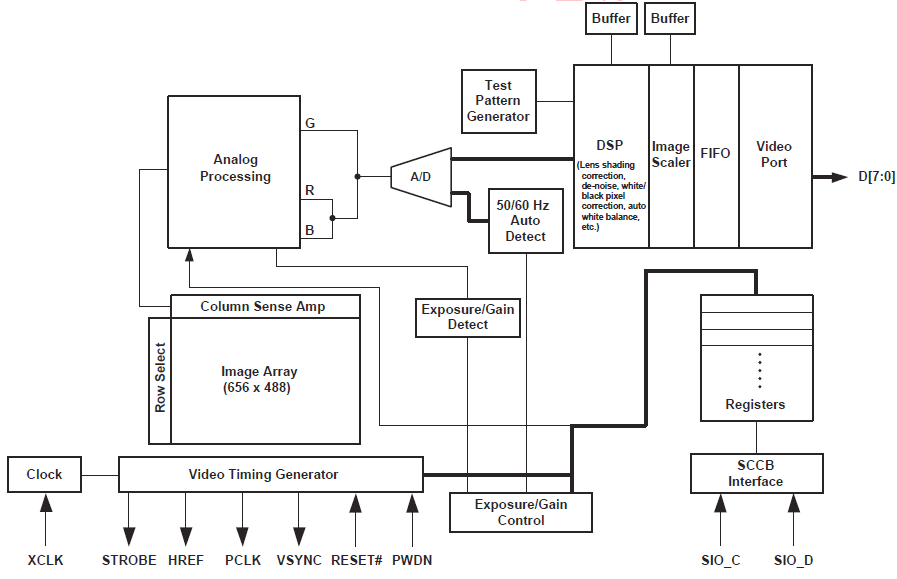 Buffer
Buffer
Test
Pattern
Generator
G
Analog
Processing
R
B
A/D
DSP
(Lens shading
correction,
de-noise, white/
black pixel
correction, auto
white balance,
etc.)
Image
Scaler
FIFO
Video
Port
D[7:0]
50/60 Hz
Auto
Detect
Column Sense Amp
Exposure/Gain
Detect
Row Select
Image Array
(656 x 488)
Registers
Clock
Video Timing Generator
SCCB
Interface
Exposure/Gain
Control
XCLK
STROBE
HREF
PCLK
VSYNC
RESET#
PWDN
SIO_C
SIO_D